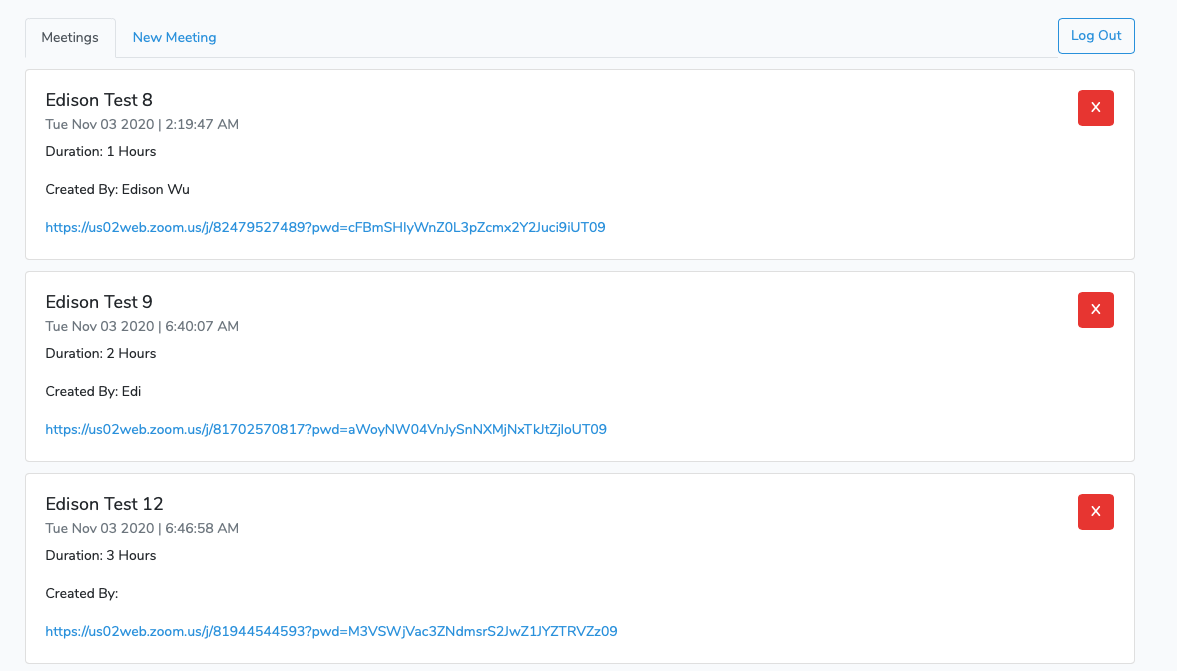 Meetings
New Meeting
Log Out
Edison Test 8
X
Tue Nov 03 2020 | 2:19:47 AM
Duration: 1 Hours
Created By: Edison Wu
https://us02web.zoom.us/j/82479527489?pwd=cFBmSHlyWnZ0L3pZcmx2Y2Juci9iUT09
Edison Test 9
X
Tue Nov 03 2020 | 6:40:07 AM
Duration: 2 Hours
Created By: Edi
https://us02web.zoom.us/j/81702570817?pwd=aWoyNW04VnJySnNXMjNxTkJtZjloUT09
Edison Test 12
X
Tue Nov 03 2020 | 6:46:58 AM
Duration: 3 Hours
Created By:
https://us02web.zoom.us/j/81944544593?pwd=M3VSWjVac3ZNdmsrS2JwZ1JYZTRVZz09